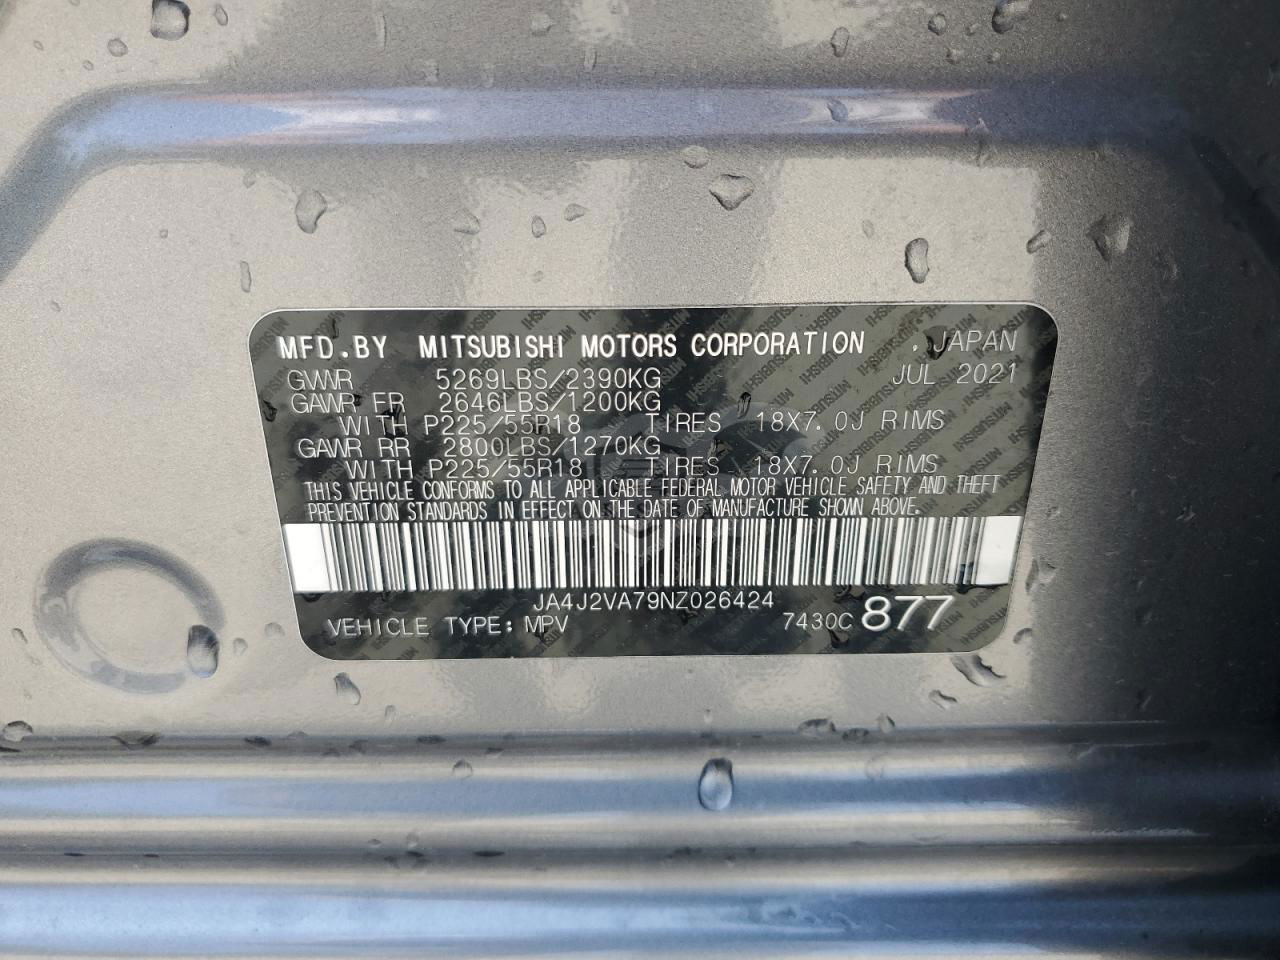 MFD.BY MITSUBISHI MOTORS CORPORATION , JAPAN
GVWR 5269LBS/2390KG JUL 2021
GAWR FR 2646LBS/1200KG
WITH P225/55R18 TIRES 18X7.0J RIMS
GAWR RR 2800LBS/1270KG
WITH P225/55R18 TIRES 18X7.0J RIMS
THIS VEHICLE CONFORMS TO ALL APPLICABLE FEDERAL MOTOR VEHICLE SAFETY AND THEFT
PREVENTION STANDARDS IN EFFECT ON THE DATE OF MANUFACTURE SHOWN ABOVE.
JA4J2VA79NZ026424
VEHICLE TYPE: MPV 7430C 877